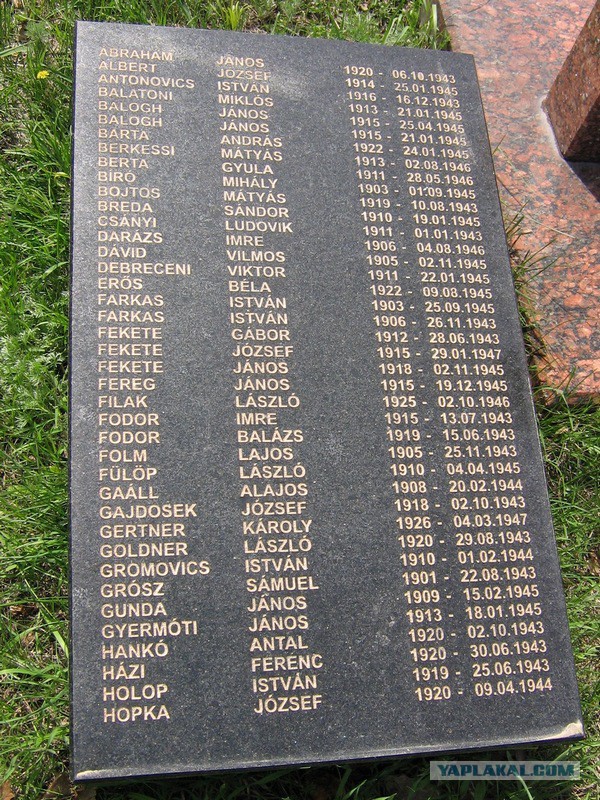 ABRAHAM JÁNOS 1920 - 06.10.1943
ALBERT JÓZSEF 1914 - 25.01.1945
ANTONOVICS ISTVÁN 1916 - 16.12.1943
BALATONI MIKLÓS 1913 - 21.01.1945
BALOGH JÁNOS 1915 - 25.04.1945
BALOGH JÁNOS 1915 - 21.01.1945
BÁRTA ANDRÁS 1922 - 24.01.1945
BERKESSI MÁTYÁS 1913 - 02.08.1946
BERTA GYULA 1911 - 28.05.1946
BÍRÓ MIHÁLY 1903 - 01.09.1945
BOJTOS MÁTYÁS 1919 - 10.08.1943
BREDA SÁNDOR 1910 - 19.01.1945
CSÁNYI LUDOVIK 1911 - 01.01.1943
DARÁZS IMRE 1906 - 04.08.1946
DÁVID VILMOS 1905 - 02.11.1945
DEBRECENI VIKTOR 1911 - 22.01.1945
ERŐS BÉLA 1922 - 09.08.1945
FARKAS ISTVÁN 1903 - 25.09.1945
FARKAS ISTVÁN 1906 - 26.11.1943
FEKETE GÁBOR 1912 - 28.06.1943
FEKETE JÓZSEF 1915 - 29.01.1947
FEKETE JÁNOS 1918 - 02.11.1945
FEREG JÁNOS 1915 - 19.12.1945
FILAK LÁSZLÓ 1925 - 02.10.1946
FODOR IMRE 1915 - 13.07.1943
FODOR BALÁZS 1919 - 15.06.1943
FOLM LAJOS 1905 - 25.11.1943
FÜLÖP LÁSZLÓ 1910 - 04.04.1945
GAÁLL ALAJOS 1908 - 20.02.1944
GAJDOSEK JÓZSEF 1918 - 02.10.1943
GERTNER KÁROLY 1926 - 04.03.1947
GOLDNER LÁSZLÓ 1920 - 29.08.1943
GROMOVICS ISTVÁN 1910 - 01.02.1944
GRÓSZ SÁMUEL 1901 - 22.08.1943
GUNDA JÁNOS 1909 - 15.02.1945
GYERMÓTI JÁNOS 1913 - 18.01.1945
HANKÓ ANTAL 1920 - 02.10.1943
HÁZI FERENC 1920 - 30.06.1943
HOLOP ISTVÁN 1919 - 25.06.1943
HOPKA JÓZSEF 1920 - 09.04.1944
YAPLAKAL.COM